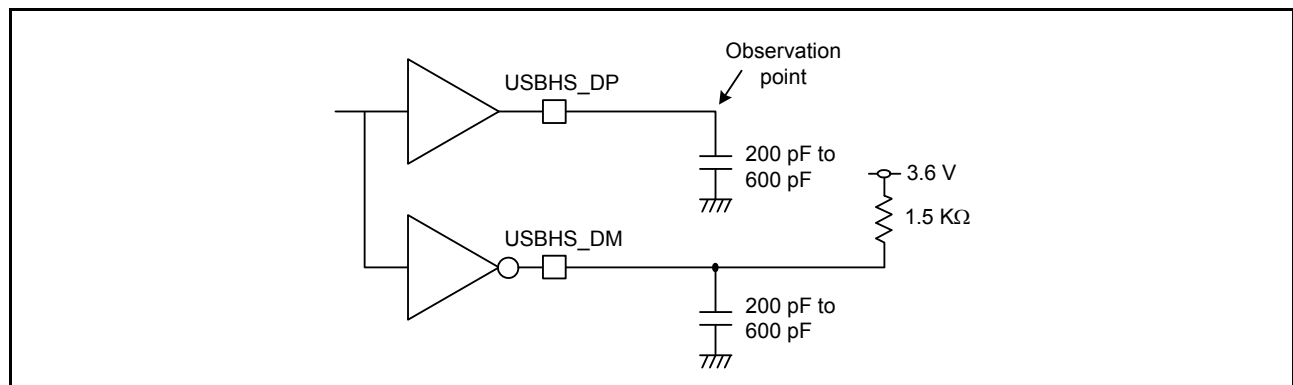 Observation
point
USBHS_DP
200 pF to
600 pF
3.6 V
1.5 KΩ
USBHS_DM
200 pF to
600 pF